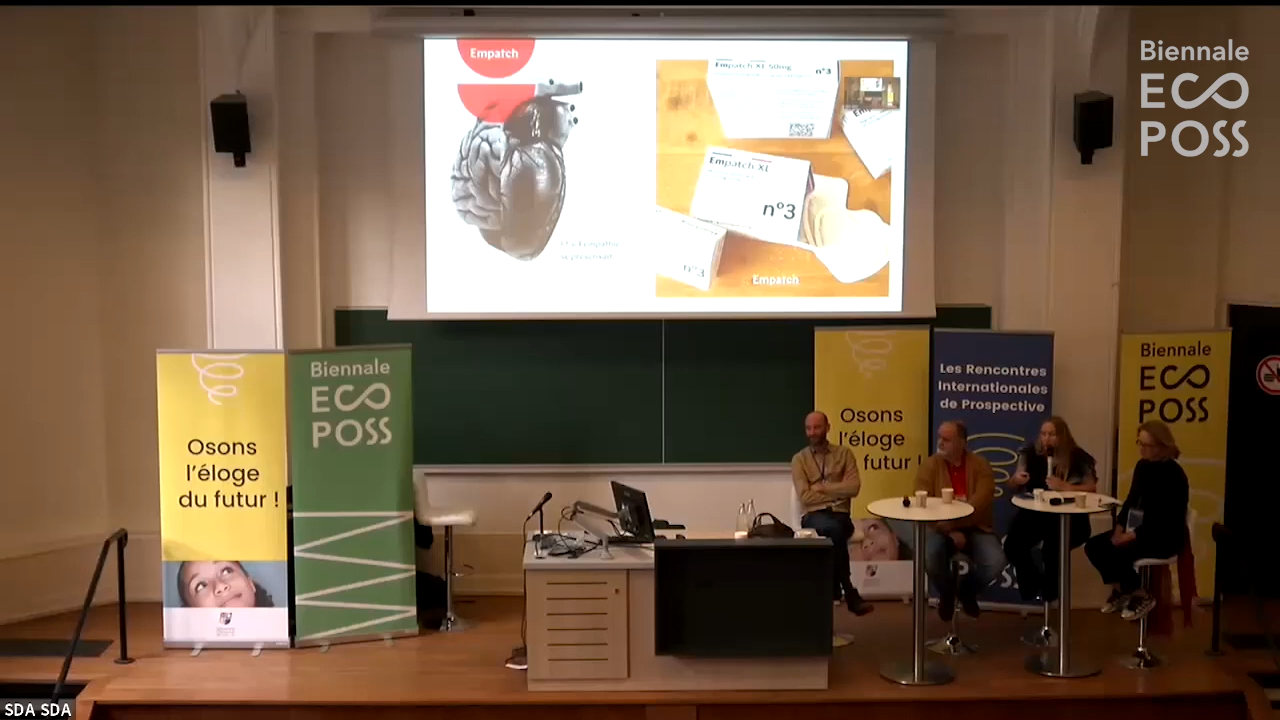 Biennale
ECO
POSS
Empatch
Empatch XL 50mg
n°3
Empatch XL
n°3
n°3
Empatch
Osons
l'éloge
du futur !
Biennale
ECO
POSS
Osons
l'éloge
futur !
Les Rencontres
Internationales
de Prospective
Biennale
ECO
POSS
SDA SDA